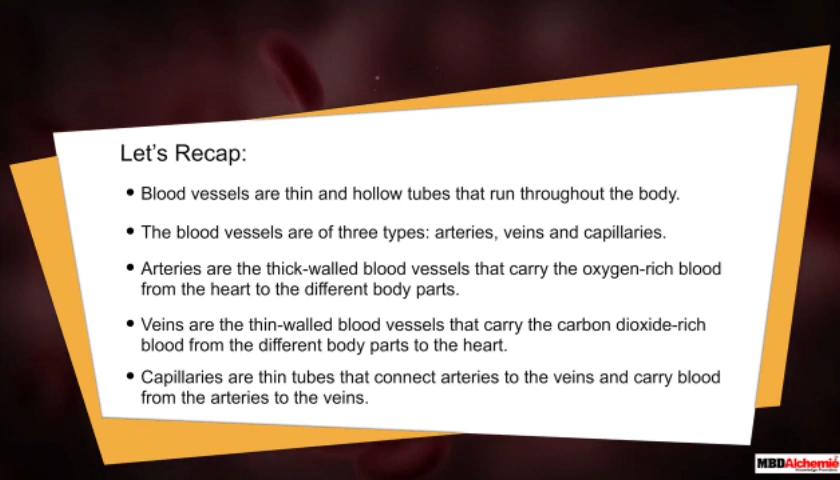 Let's Recap:
• Blood vessels are thin and hollow tubes that run throughout the body.
• The blood vessels are of three types: arteries, veins and capillaries.
• Arteries are the thick-walled blood vessels that carry the oxygen-rich blood
from the heart to the different body parts.
• Veins are the thin-walled blood vessels that carry the carbon dioxide-rich
blood from the different body parts to the heart.
• Capillaries are thin tubes that connect arteries to the veins and carry blood
from the arteries to the veins.
MBDAlchemie